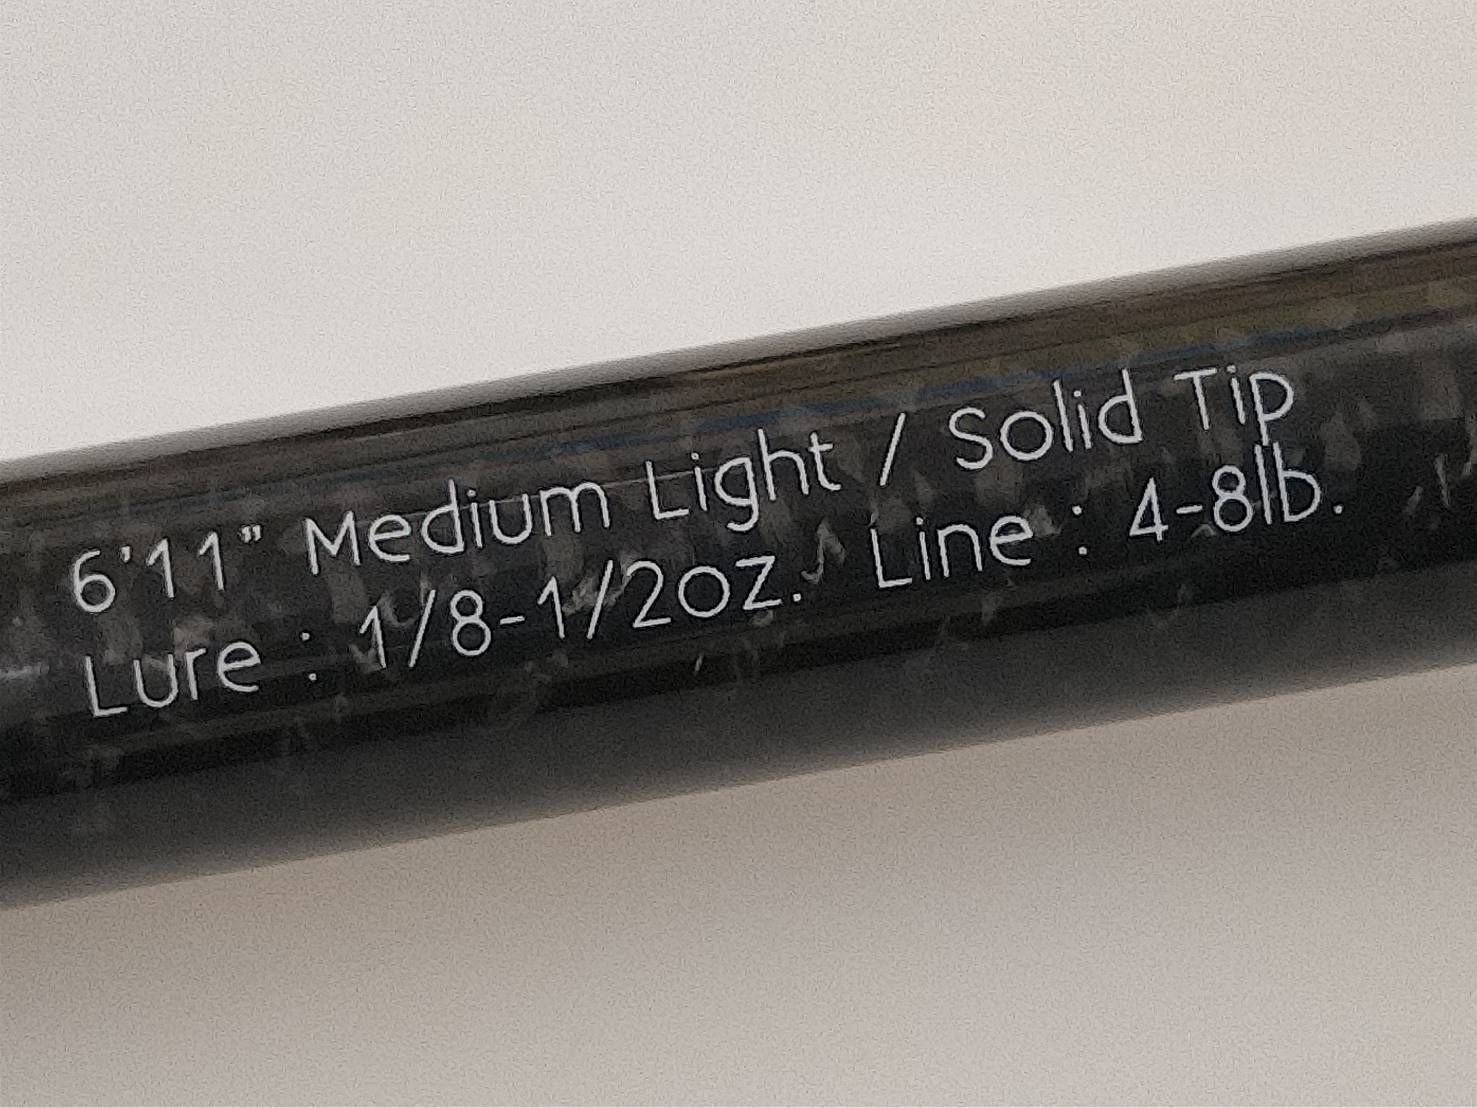 6'11" Medium Light / Solid Tip
Lure : 1/8-1/2oz. Line : 4-8lb.